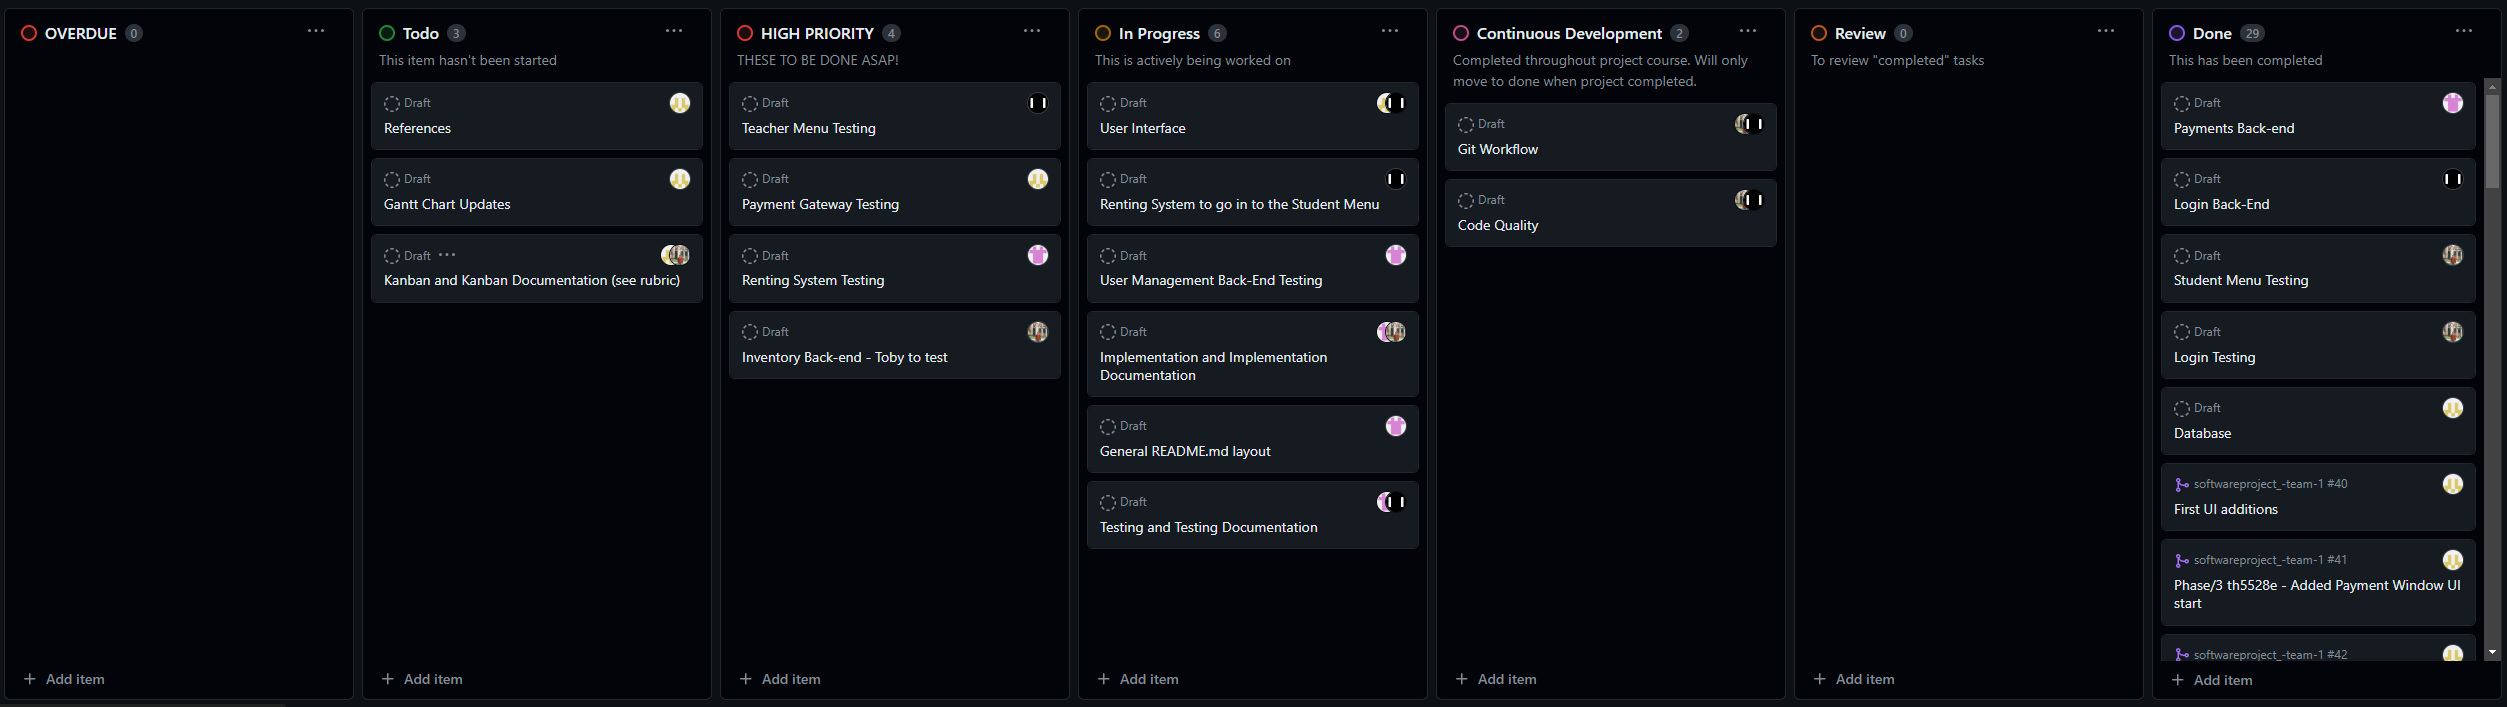 OVERDUE 0
Todo 3
This item hasn't been started
Draft
References
Draft
Gantt Chart Updates
Draft
Kanban and Kanban Documentation (see rubric)
HIGH PRIORITY 4
THESE TO BE DONE ASAP!
Draft
Teacher Menu Testing
Draft
Payment Gateway Testing
Draft
Renting System Testing
Draft
Inventory Back-end - Toby to test
In Progress 6
This is actively being worked on
Draft
User Interface
Draft
Renting System to go in to the Student Menu
Draft
User Management Back-End Testing
Draft
Implementation and Implementation
Documentation
Draft
General README.md layout
Draft
Testing and Testing Documentation
Continuous Development 2
Completed throughout project course. Will only
move to done when project completed.
Draft
Git Workflow
Draft
Code Quality
Review 0
To review "completed" tasks
Done 29
This has been completed
Draft
Payments Back-end
Draft
Login Back-End
Draft
Student Menu Testing
Draft
Login Testing
Draft
Database
softwareproject_-team-1 #40
First UI additions
softwareproject_-team-1 #41
Phase/3 th5528e - Added Payment Window UI
start
softwareproject_-team-1 #42
+ Add item
+ Add item
+ Add item
+ Add item
+ Add item
+ Add item
+ Add item